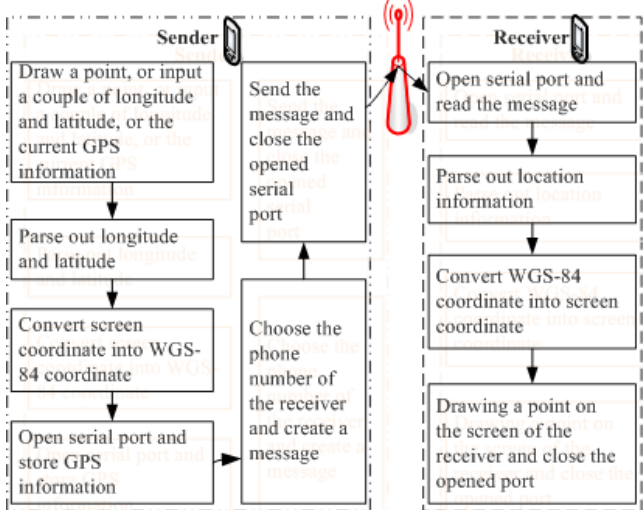 Sender
Draw a point, or input
a couple of longitude
and latitude, or the
current GPS
information
Parse out longitude
and latitude
Convert screen
coordinate into WGS-
84 coordinate
Open serial port and
store GPS
information
Choose the
phone
number of
the receiver
and create a
message
Send the
message and
close the
opened
serial
port
Receiver
Open serial port and
read the message
Parse out location
information
Convert WGS-84
coordinate into screen
coordinate
Drawing a point on
the screen of the
receiver and close the
opened port